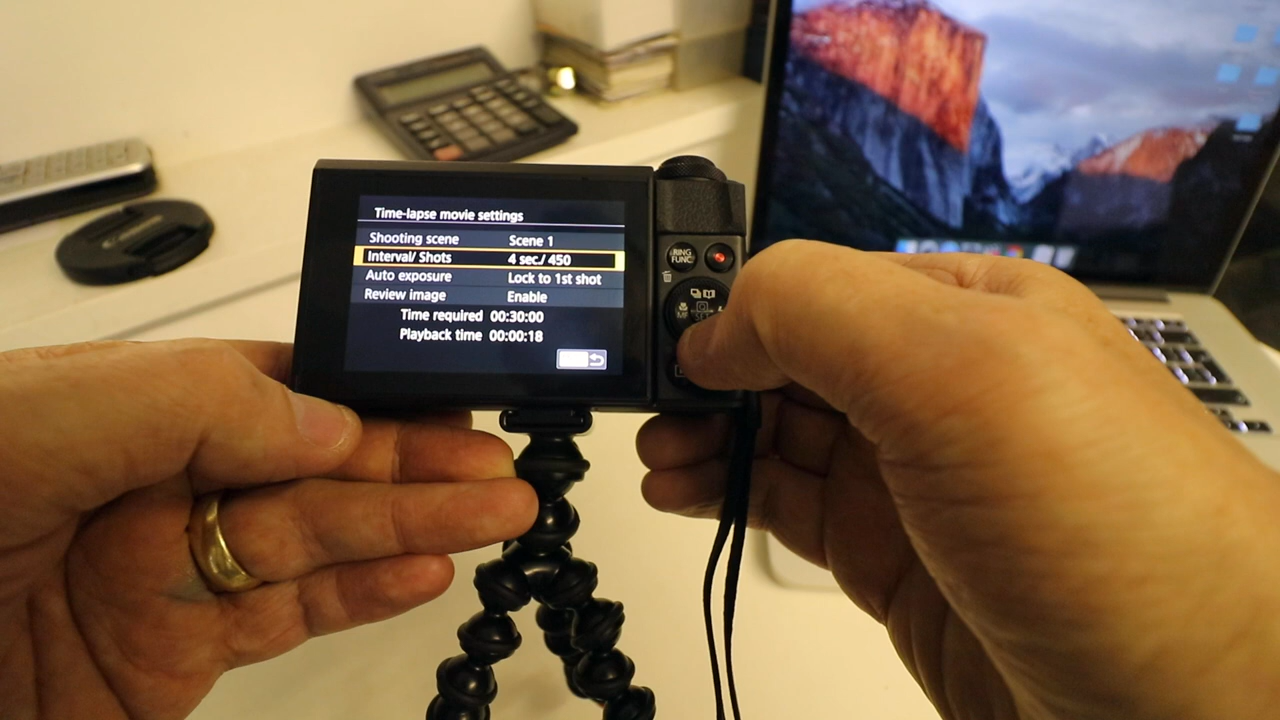 Time-lapse movie settings
Shooting scene Scene 1
Interval/ Shots 4 sec./ 450
Auto exposure Lock to 1st shot
Review image Enable
Time required 00:30:00
Playback time 00:00:18
RING
FUNC.
MF